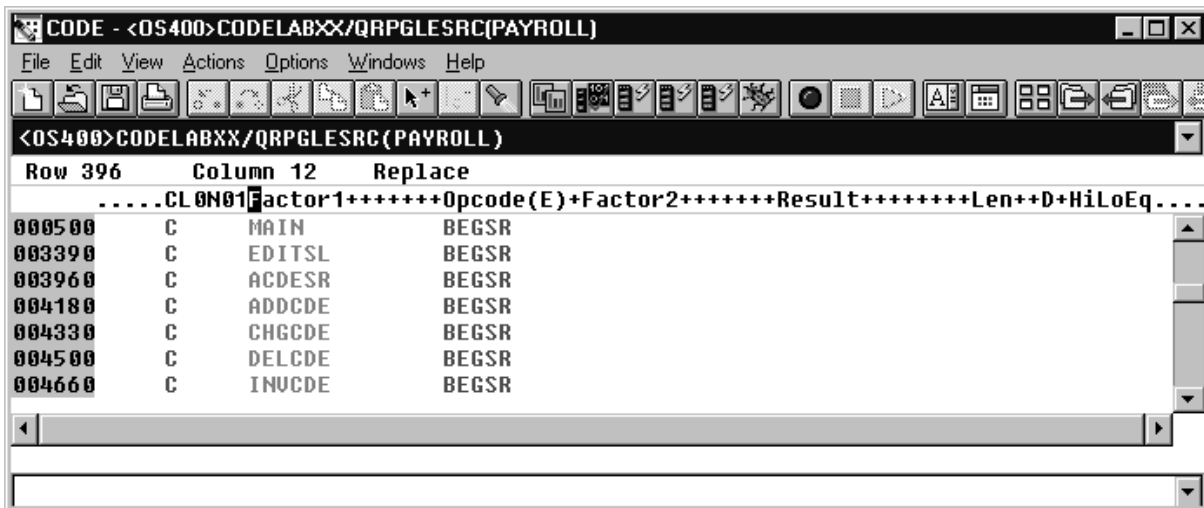 CODE - <OS400>CODELABXX/QRPGLESRC(PAYROLL)
File Edit View Actions Options Windows Help
<OS400>CODELABXX/QRPGLESRC(PAYROLL)
Row 396 Column 12 Replace
.....CL0N01Factor1+++++++Opcode(E)+Factor2+++++++Result++++++++Len++D+HiLoEq....
000500 C MAIN BEGSR
003390 C EDITSL BEGSR
003960 C ACDESR BEGSR
004180 C ADDCDE BEGSR
004330 C CHGCDE BEGSR
004500 C DELCDE BEGSR
004660 C INVCDE BEGSR